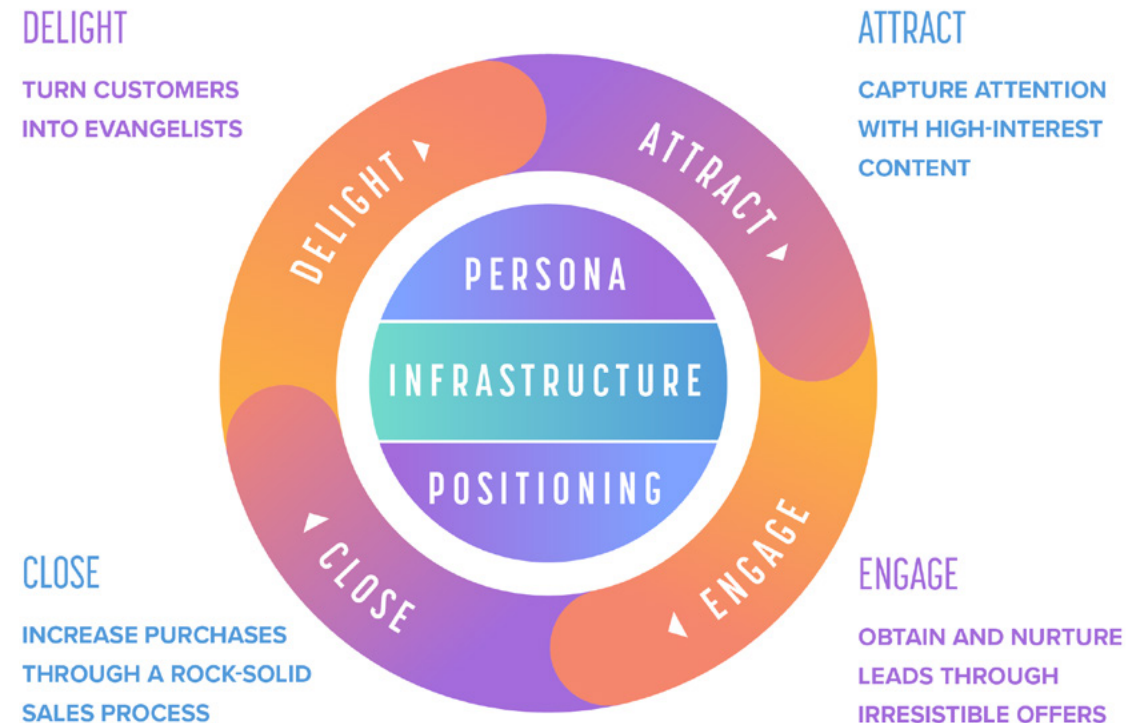 DELIGHT
TURN CUSTOMERS
INTO EVANGELISTS
ATTRACT
CAPTURE ATTENTION
WITH HIGH-INTEREST
CONTENT
DELIGHT
ATTRACT
PERSONA
INFRASTRUCTURE
POSITIONING
CLOSE
ENGAGE
CLOSE
INCREASE PURCHASES
THROUGH A ROCK-SOLID
SALES PROCESS
ENGAGE
OBTAIN AND NURTURE
LEADS THROUGH
IRRESISTIBLE OFFERS